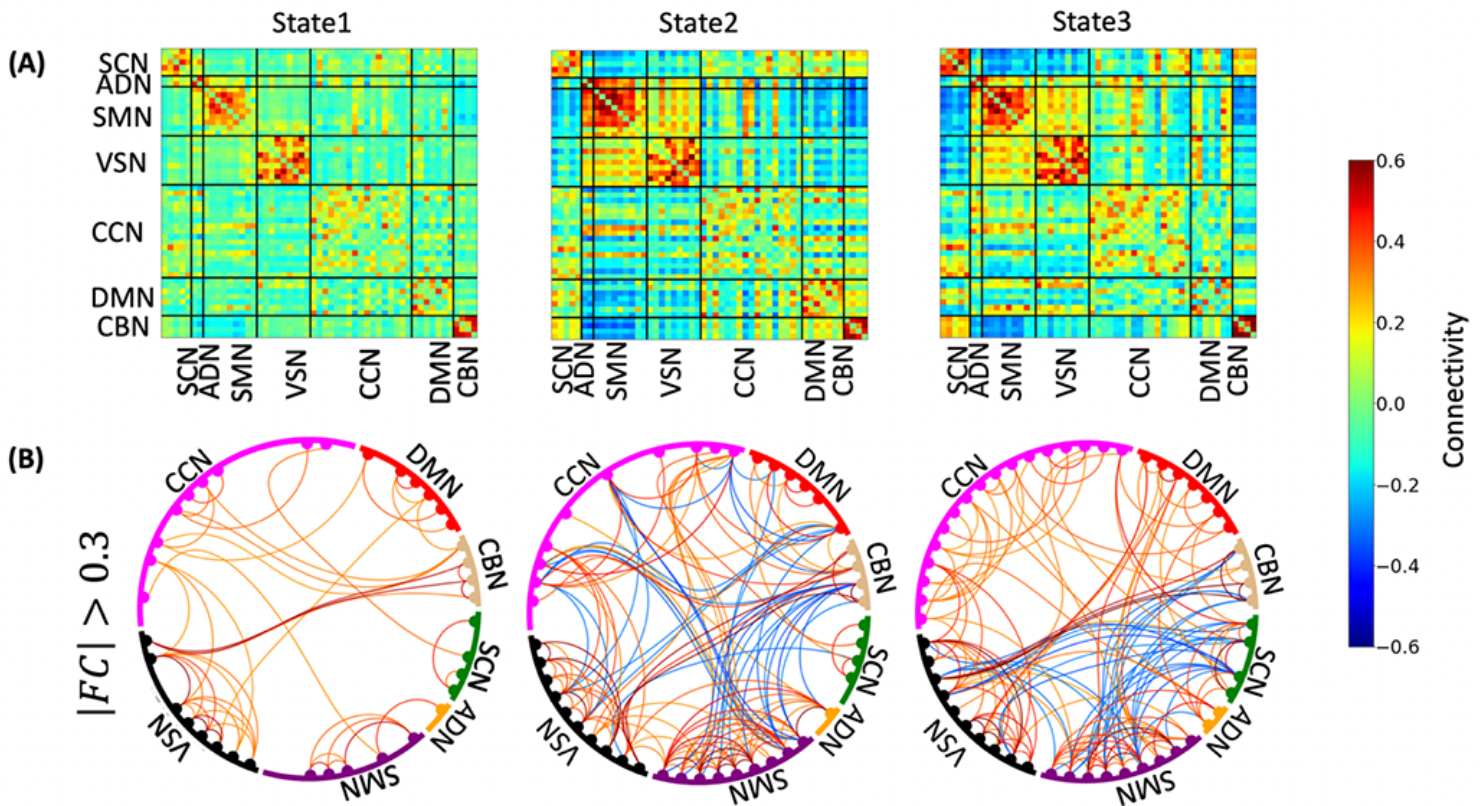 State1 State2 State3
(A)
SCN
ADN
SMN
VSN
CCN
DMN
CBN
SCN ADN SMN VSN CCN DMN CBN
SCN ADN SMN VSN CCN DMN CBN
SCN ADN SMN VSN CCN DMN CBN
0.6
0.4
0.2
0.0
−0.2
−0.4
−0.6
Connectivity
(B)
|FC| > 0.3
CCN DMN CBN SCN ADN SMN VSN
CCN DMN CBN SCN ADN SMN VSN
CCN DMN CBN SCN ADN SMN VSN